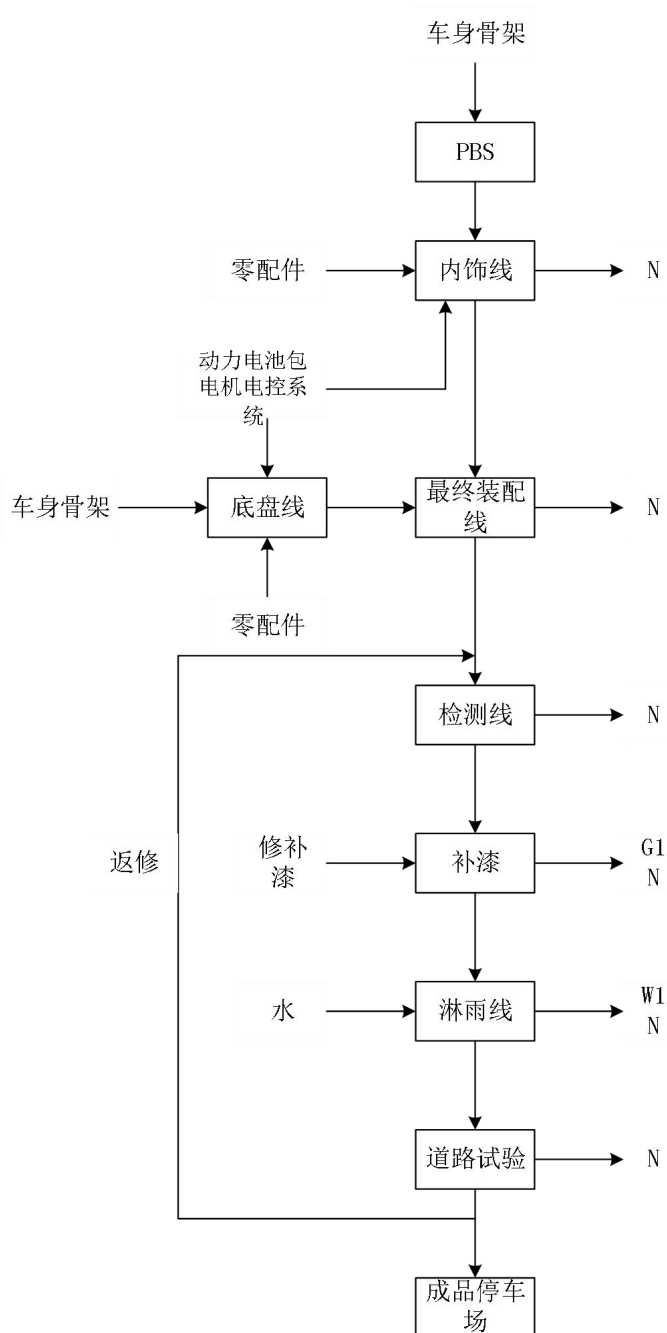 车身骨架
PBS
零配件
内饰线
N
动力电池包
电机电控系
统
车身骨架
底盘线
最终装配
线
N
零配件
检测线
N
返修
修补
漆
补漆
G1
N
水
淋雨线
W1
N
道路试验
N
成品停车
场